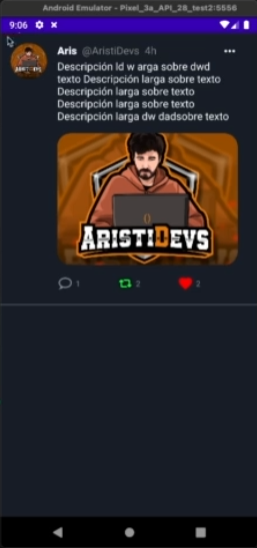 Android Emulator - Pixel_3a_API_28_test2:5556
9:06
Aris @AristiDevs 4h
Descripción ld w arga sobre dwd
texto Descripción larga sobre texto
Descripción larga sobre texto
Descripción larga sobre texto
Descripción larga dw dadsobre texto
ARISTIDEVS
1 2 2